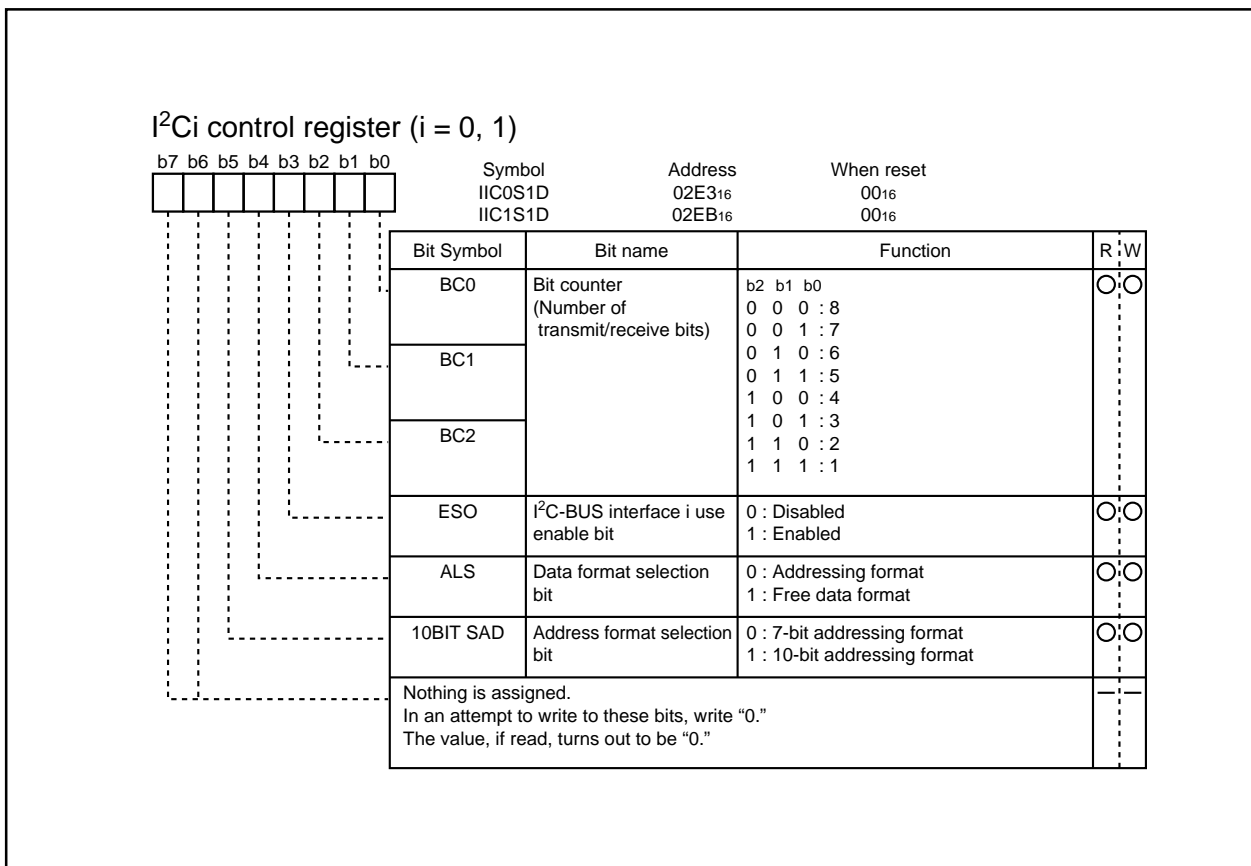 I²Ci control register (i = 0, 1)
b7 b6 b5 b4 b3 b2 b1 b0
Symbol Address When reset
IIC0S1D 02E316 0016
IIC1S1D 02EB16 0016
Bit Symbol Bit name Function R W
BC0 Bit counter b2 b1 b0
(Number of 0 0 0 : 8
transmit/receive bits) 0 0 1 : 7
BC1 0 1 0 : 6
0 1 1 : 5
1 0 0 : 4
1 0 1 : 3
BC2 1 1 0 : 2
1 1 1 : 1
ESO I²C-BUS interface i use 0 : Disabled
enable bit 1 : Enabled
ALS Data format selection 0 : Addressing format
bit 1 : Free data format
10BIT SAD Address format selection 0 : 7-bit addressing format
bit 1 : 10-bit addressing format
Nothing is assigned.
In an attempt to write to these bits, write “0.”
The value, if read, turns out to be “0.”